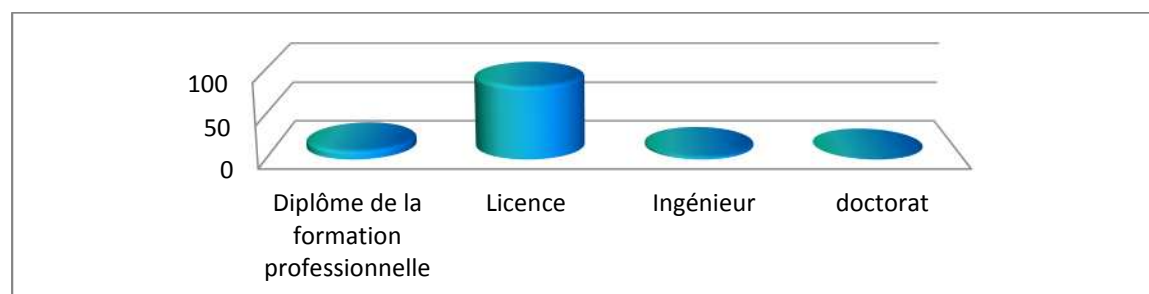 100
50
0
Diplôme de la
formation
professionnelle
Licence
Ingénieur
doctorat